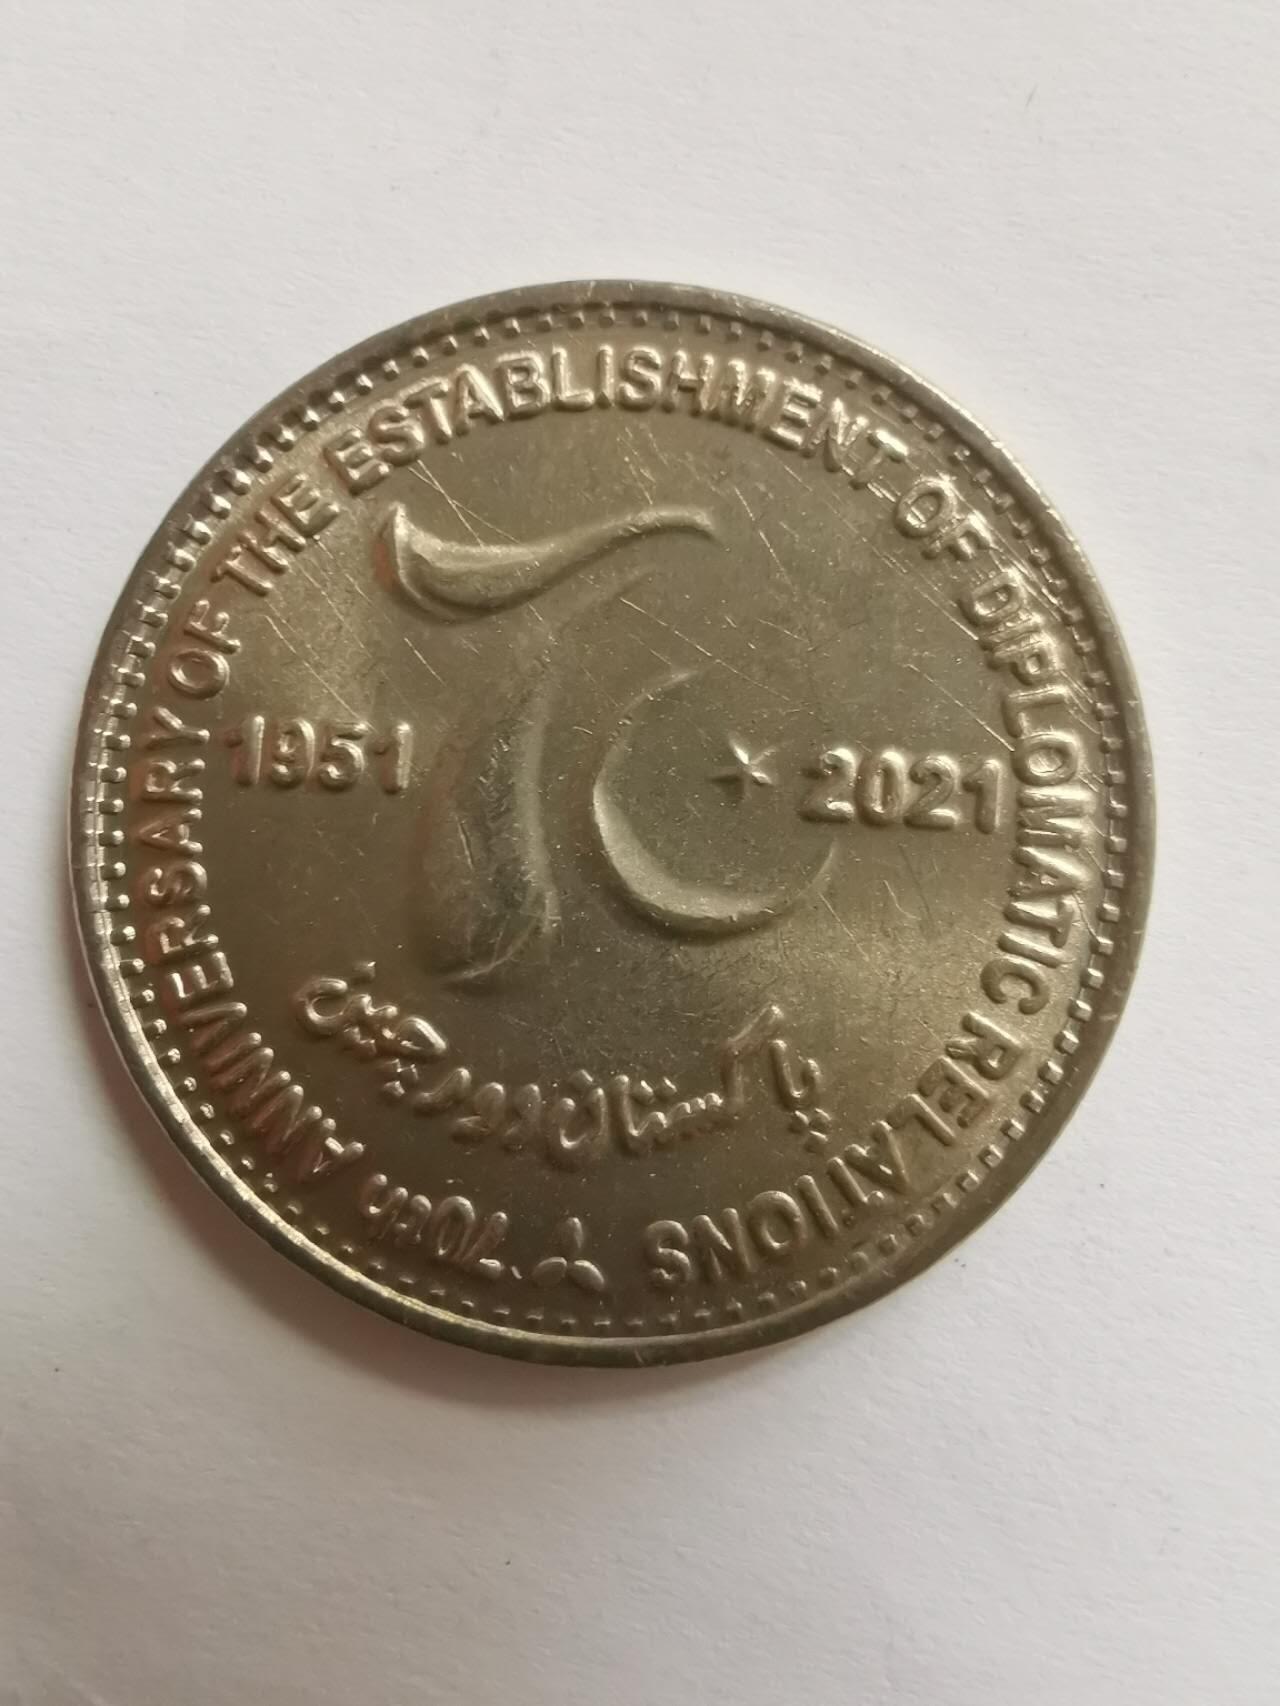 70th ANNIVERSARY OF THE ESTABLISHMENT OF DIPLOMATIC RELATIONS
1951
2021
پاکستان اور چین